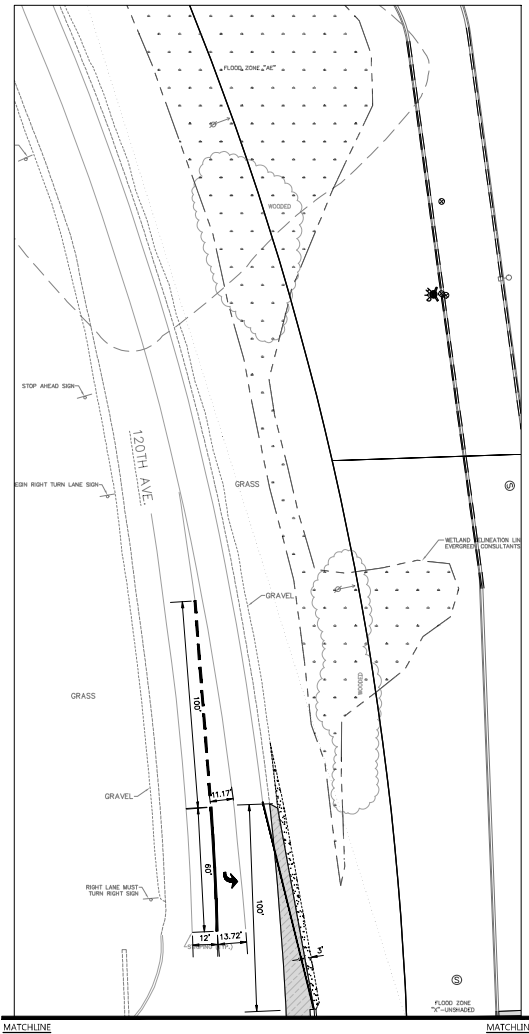 FLOOD ZONE "AE"
WOODED
STOP AHEAD SIGN
120TH AVE.
EGIN RIGHT TURN LANE SIGN
GRASS
S
WETLAND DELINEATION LIN
EVERGREEN CONSULTANTS
GRAVEL
WOODED
100'
GRASS
11.17'
GRAVEL
60'
100'
RIGHT LANE MUST
TURN RIGHT SIGN
12'
13.72'
3'
S
FLOOD ZONE
"X"-UNSHADED
MATCHLINE
MATCHLIN